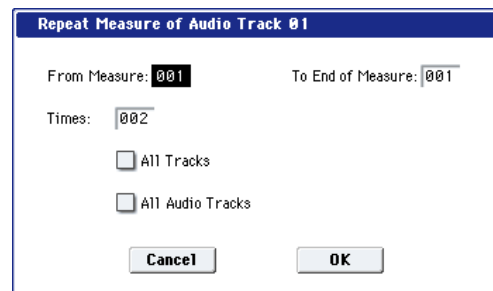 Repeat Measure of Audio Track 01
From Measure: 001 To End of Measure: 001
Times: 002
All Tracks
All Audio Tracks
Cancel OK